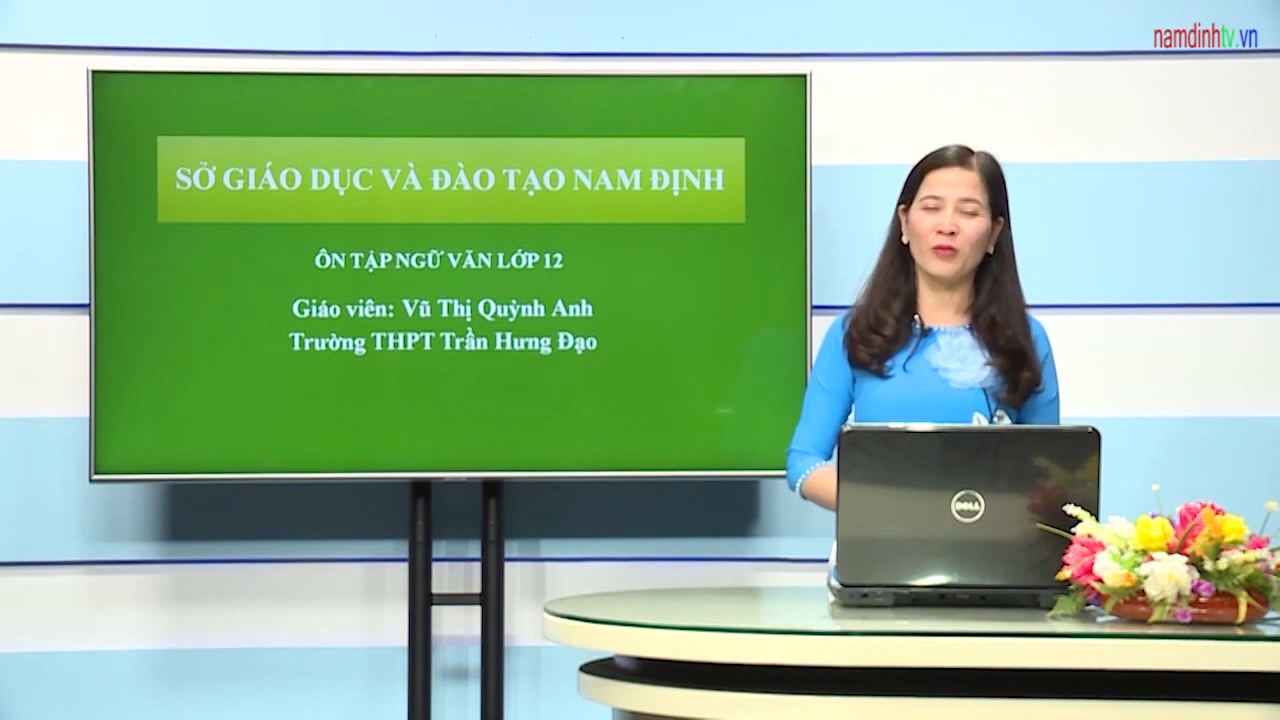 namdinhtv.vn
SỞ GIÁO DỤC VÀ ĐÀO TẠO NAM ĐỊNH
ÔN TẬP NGỮ VĂN LỚP 12
Giáo viên: Vũ Thị Quỳnh Anh
Trường THPT Trần Hưng Đạo
DELL